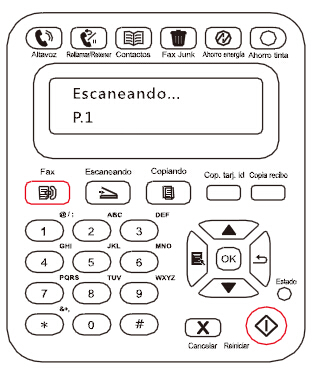 Altavoz Rellamar/Retener Contactos Fax Junk Ahorro energía Ahorro tinta
Escaneando...
P.1
Fax Escaneando Copiando Cop. tarj. id Copia recibo
@/: ABC DEF
1 2 3
GHI JKL MNO
4 5 6
OK
PQRS TUV WXYZ
7 8 9
Estado
&+,
* 0 #
X
Cancelar Reiniciar